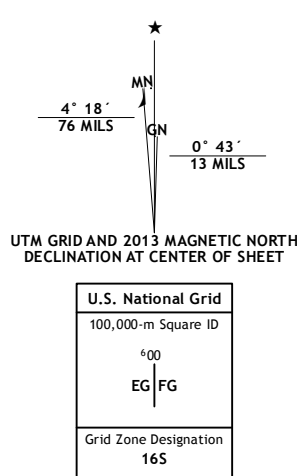 MN
4° 18´
76 MILS
GN
0° 43´
13 MILS
UTM GRID AND 2013 MAGNETIC NORTH
DECLINATION AT CENTER OF SHEET
U.S. National Grid
100,000-m Square ID
⁶00
EG FG
Grid Zone Designation
16S